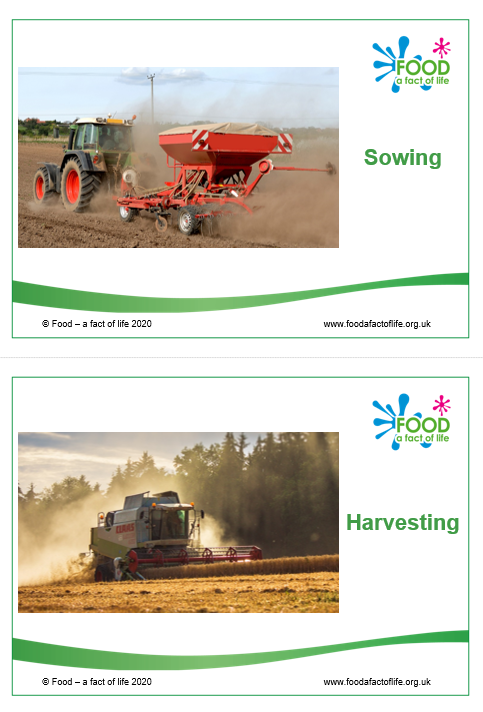 FOOD
a fact of life
Sowing
© Food – a fact of life 2020
www.foodafactoflife.org.uk
FOOD
a fact of life
CLAAS
Harvesting
© Food – a fact of life 2020
www.foodafactoflife.org.uk